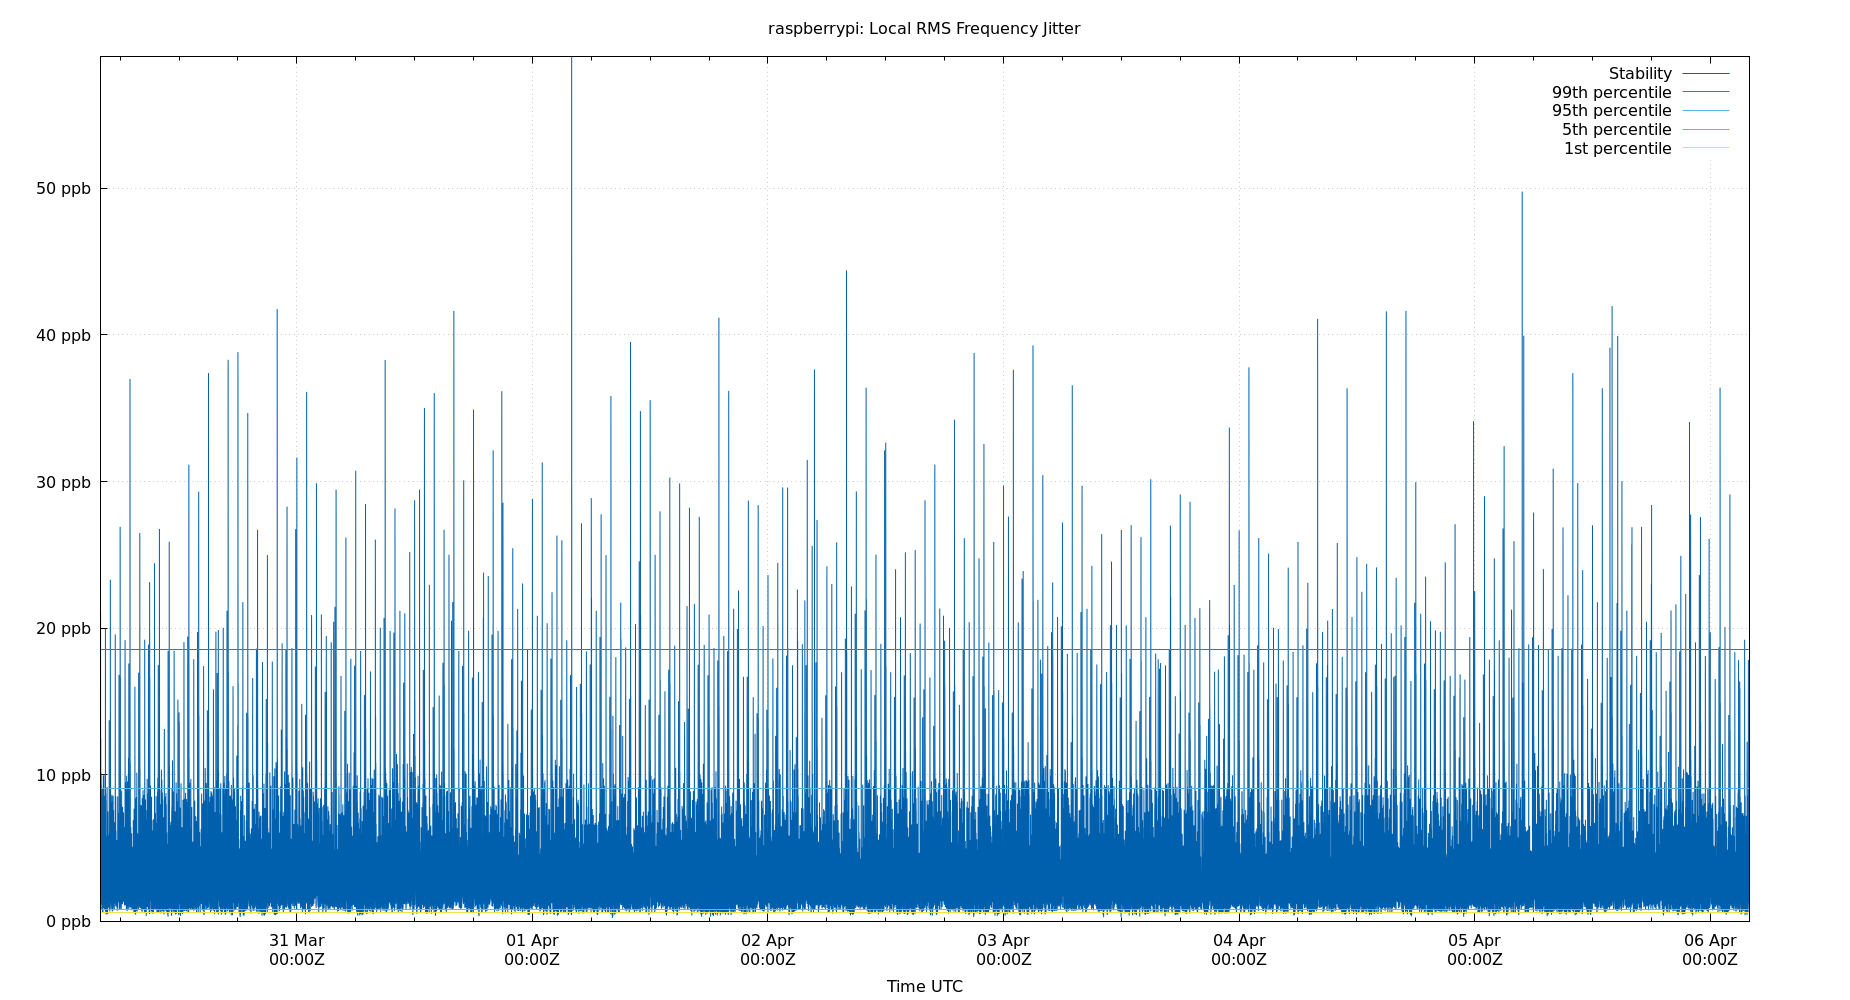 raspberrypi: Local RMS Frequency Jitter
Stability
99th percentile
95th percentile
5th percentile
1st percentile
50 ppb
40 ppb
30 ppb
20 ppb
10 ppb
0 ppb
31 Mar 01 Apr 02 Apr 03 Apr 04 Apr 05 Apr 06 Apr
00:00Z 00:00Z 00:00Z 00:00Z 00:00Z 00:00Z 00:00Z
Time UTC